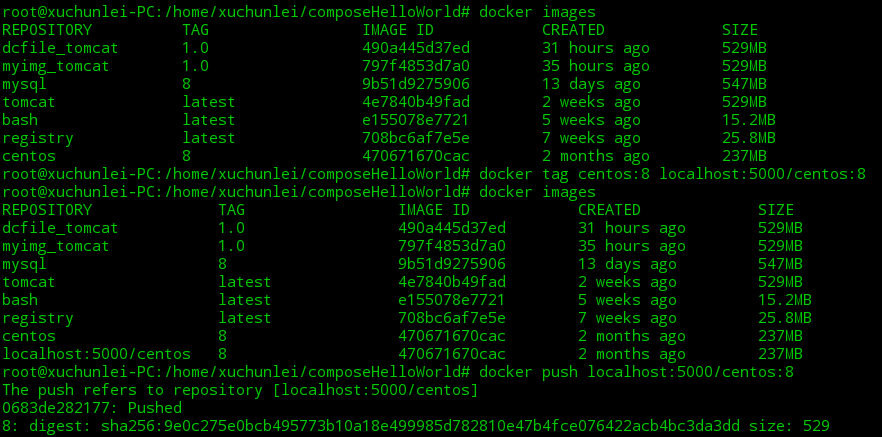 root@xuchunlei-PC:/home/xuchunlei/composeHelloWorld# docker images
REPOSITORY TAG IMAGE ID CREATED SIZE
dcfile_tomcat 1.0 490a445d37ed 31 hours ago 529MB
myimg_tomcat 1.0 797f4853d7a0 35 hours ago 529MB
mysql 8 9b51d9275906 13 days ago 547MB
tomcat latest 4e7840b49fad 2 weeks ago 529MB
bash latest e155078e7721 5 weeks ago 15.2MB
registry latest 708bc6af7e5e 7 weeks ago 25.8MB
centos 8 470671670cac 2 months ago 237MB
root@xuchunlei-PC:/home/xuchunlei/composeHelloWorld# docker tag centos:8 localhost:5000/centos:8
root@xuchunlei-PC:/home/xuchunlei/composeHelloWorld# docker images
REPOSITORY TAG IMAGE ID CREATED SIZE
dcfile_tomcat 1.0 490a445d37ed 31 hours ago 529MB
myimg_tomcat 1.0 797f4853d7a0 35 hours ago 529MB
mysql 8 9b51d9275906 13 days ago 547MB
tomcat latest 4e7840b49fad 2 weeks ago 529MB
bash latest e155078e7721 5 weeks ago 15.2MB
registry latest 708bc6af7e5e 7 weeks ago 25.8MB
centos 8 470671670cac 2 months ago 237MB
localhost:5000/centos 8 470671670cac 2 months ago 237MB
root@xuchunlei-PC:/home/xuchunlei/composeHelloWorld# docker push localhost:5000/centos:8
The push refers to repository [localhost:5000/centos]
0683de282177: Pushed
8: digest: sha256:9e0c275e0bcb495773b10a18e499985d782810e47b4fce076422acb4bc3da3dd size: 529